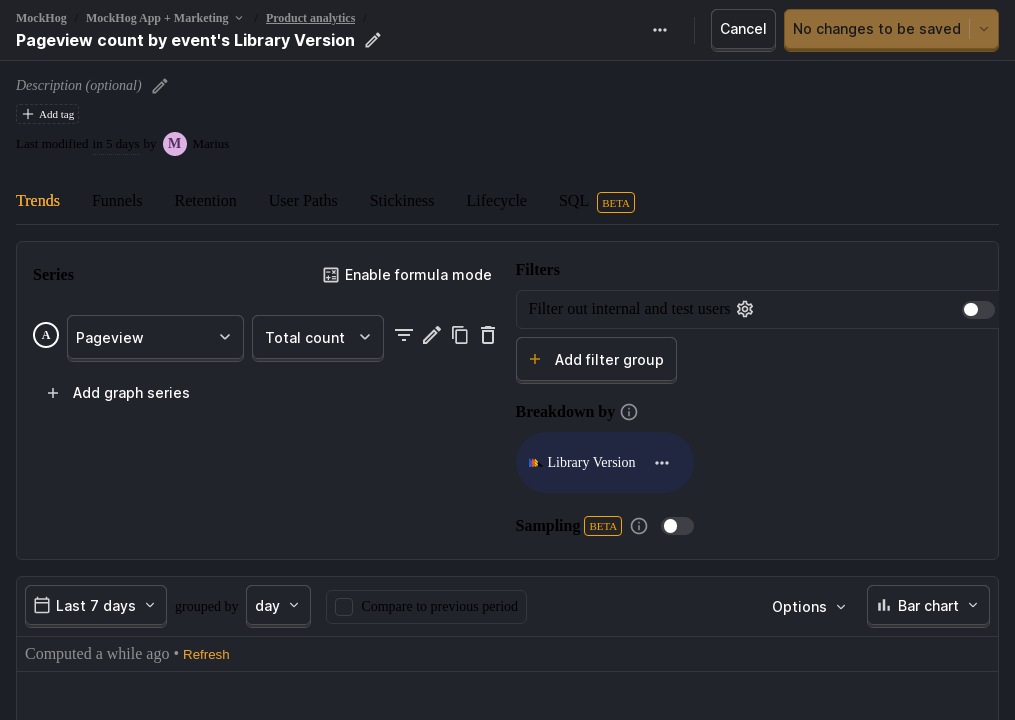 MockHog / MockHog App + Marketing / Product analytics /
Pageview count by event's Library Version
Cancel
No changes to be saved
Description (optional)
Add tag
Last modified in 5 days by M Marius
Trends Funnels Retention User Paths Stickiness Lifecycle SQL BETA
Series
Enable formula mode
A Pageview Total count
Add graph series
Filters
Filter out internal and test users
Add filter group
Breakdown by
Library Version
Sampling BETA
Last 7 days grouped by day Compare to previous period Options Bar chart
Computed a while ago • Refresh